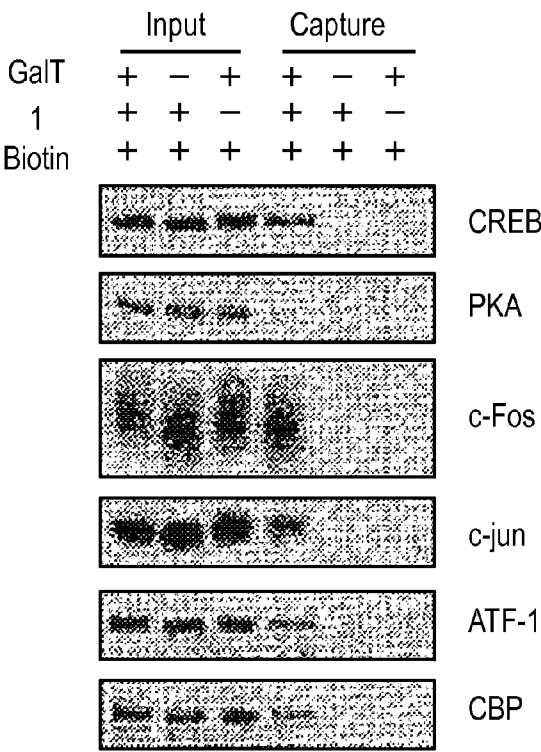 Input Capture
GalT + − + + − +
1 + + − + + −
Biotin + + + + + +
CREB
PKA
c-Fos
c-jun
ATF-1
CBP